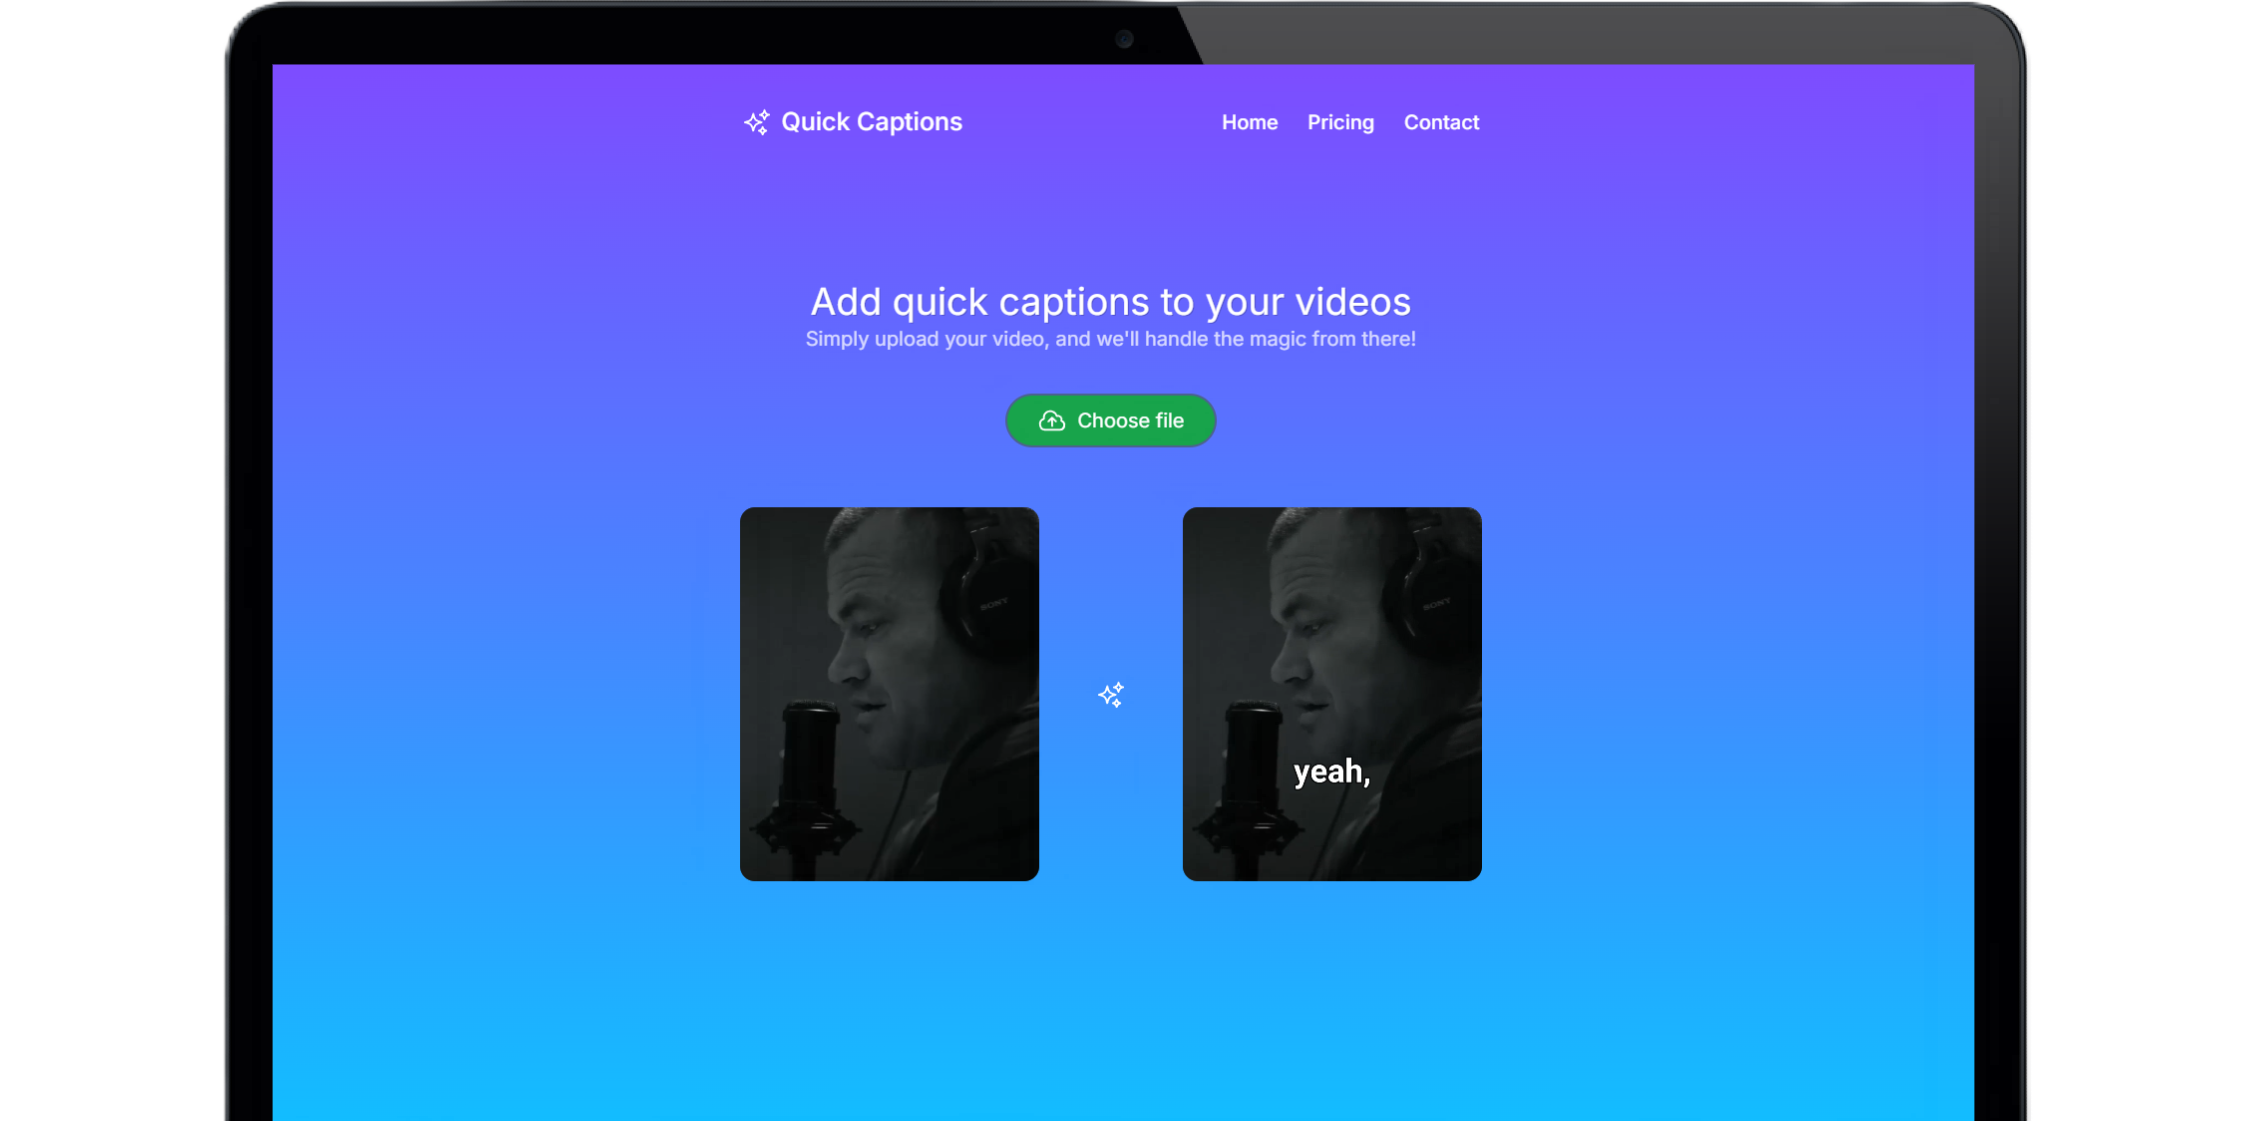 Quick Captions
Home Pricing Contact
Add quick captions to your videos
Simply upload your video, and we'll handle the magic from there!
Choose file
SONY
SONY
yeah,